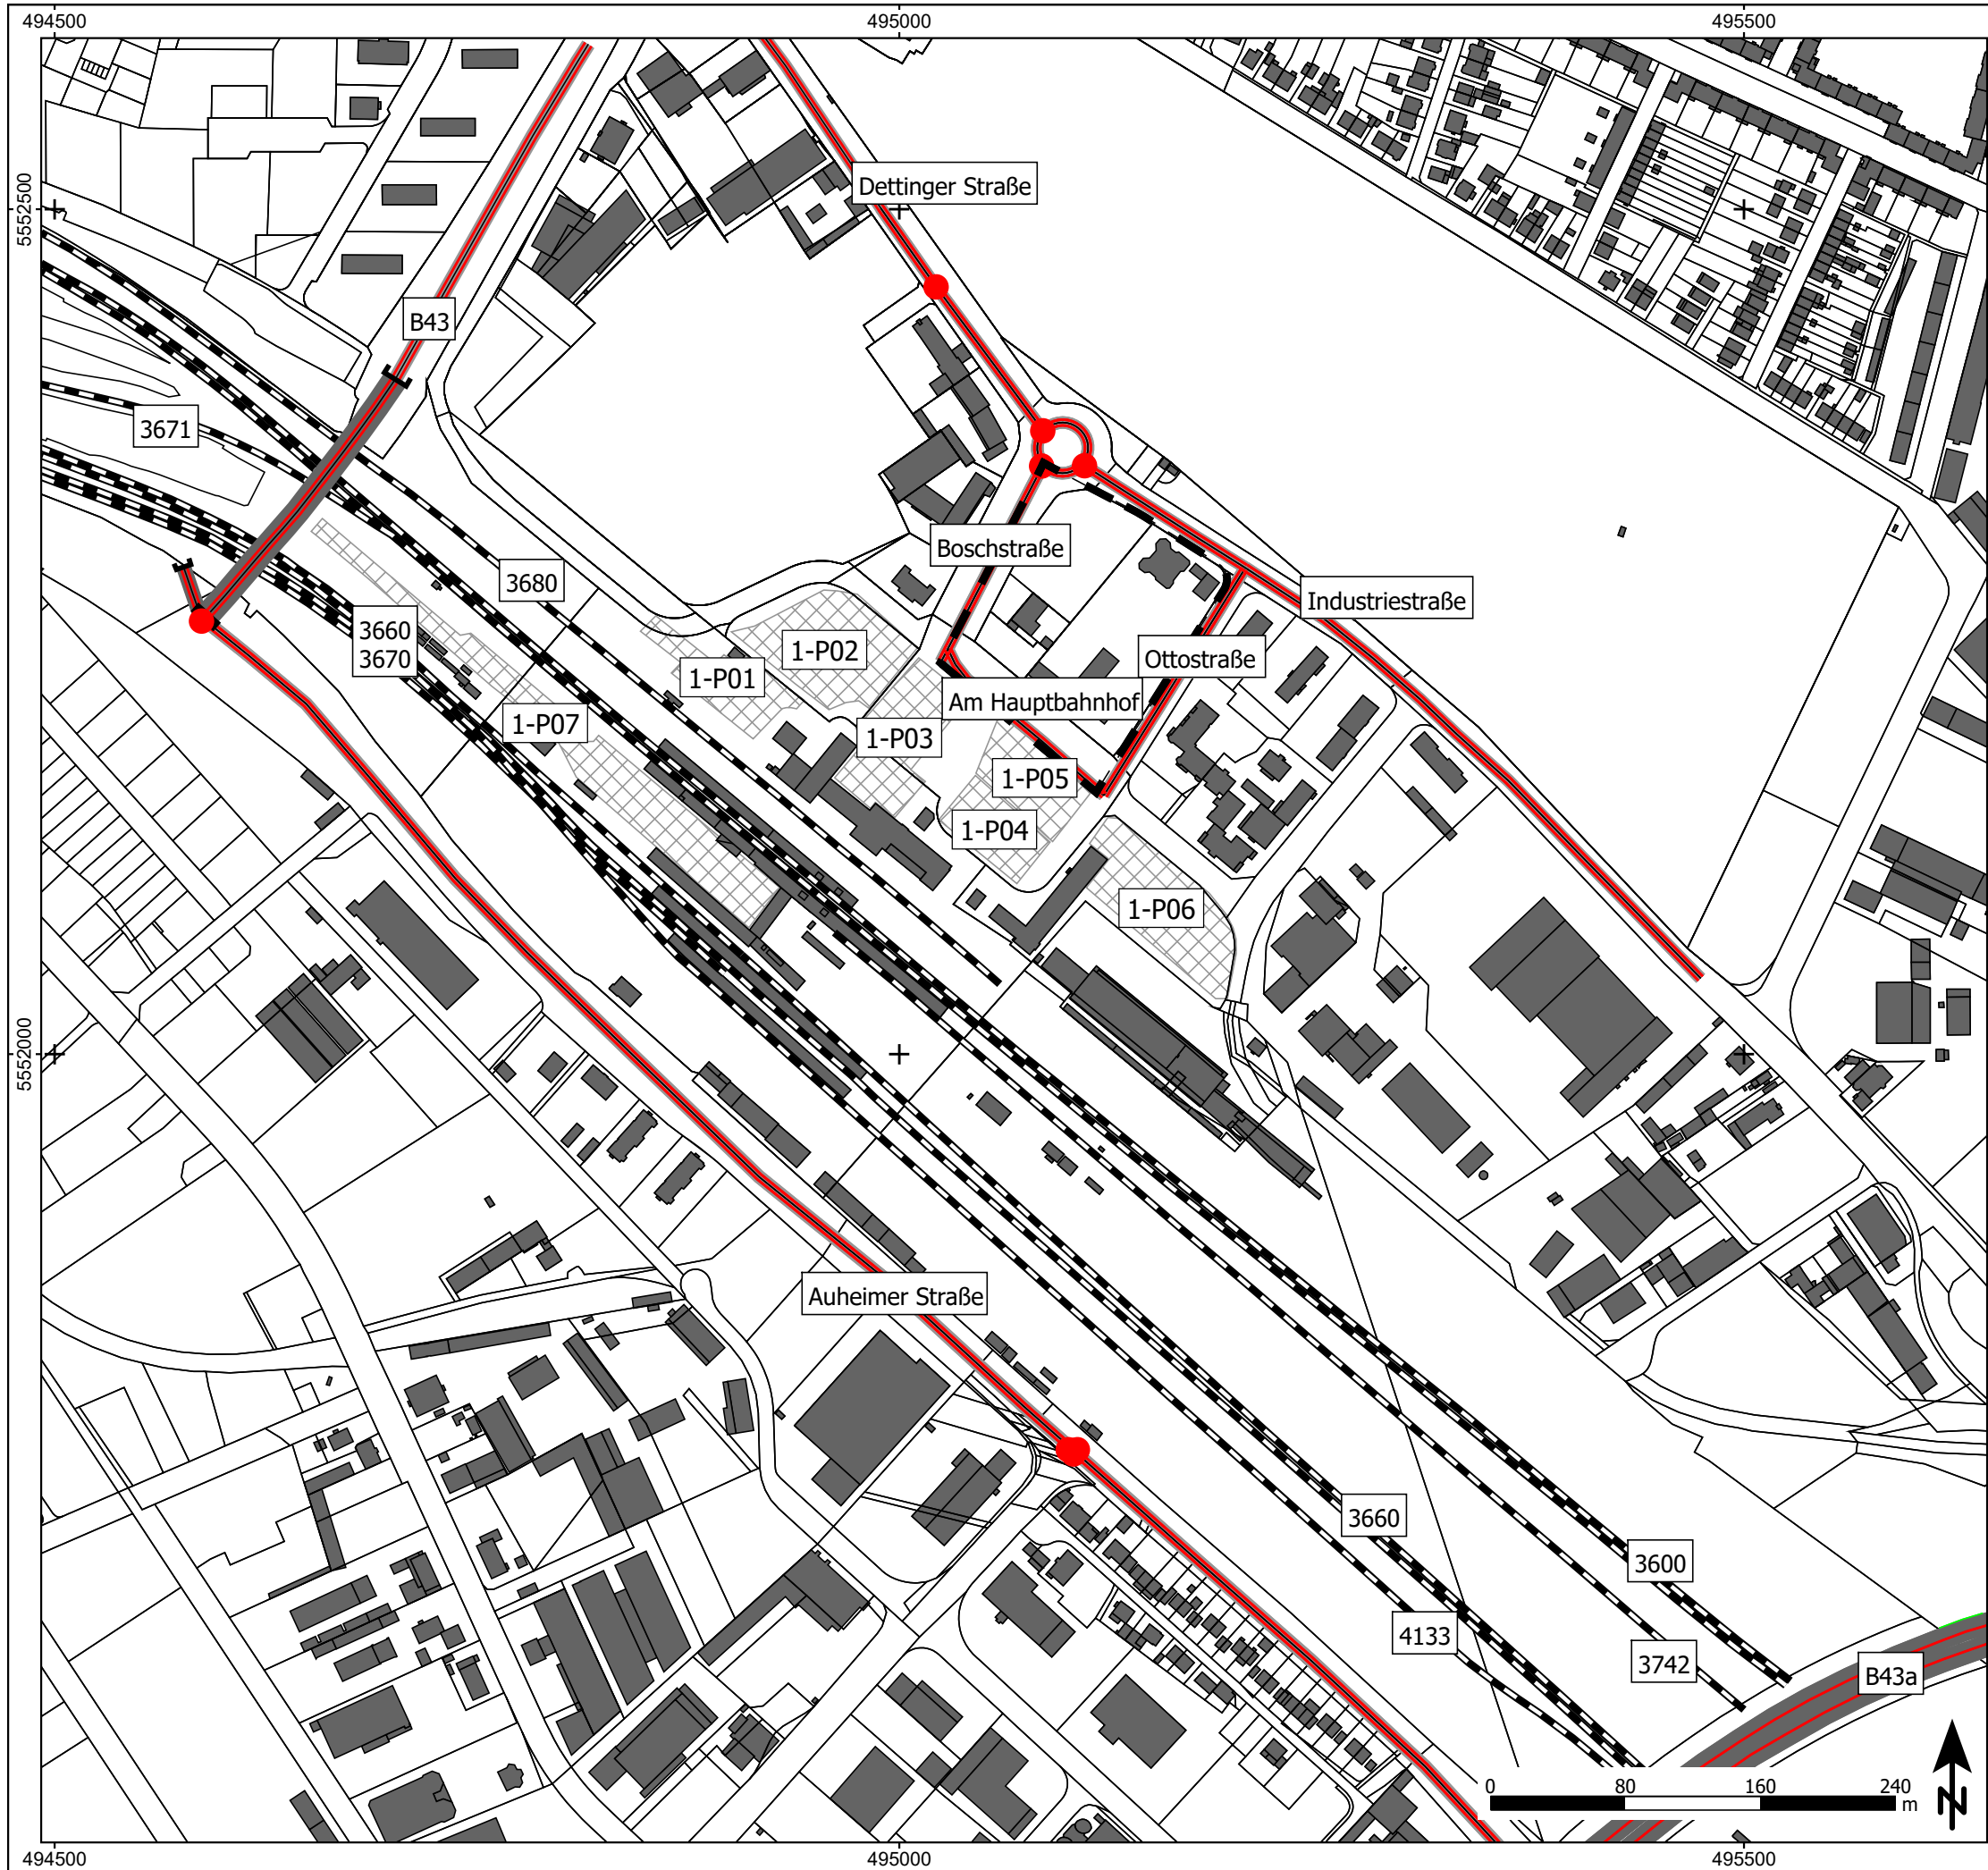 494500
495000
495500
5552500
Dettinger Straße
B43
3671
Boschstraße
3680
Industriestraße
3660
3670
1-P02
Ottostraße
1-P01
Am Hauptbahnhof
1-P07
1-P03
1-P05
1-P04
1-P06
5552000
Auheimer Straße
3660
3600
4133
3742
B43a
0
80
160
240
m
N
494500
495000
495500